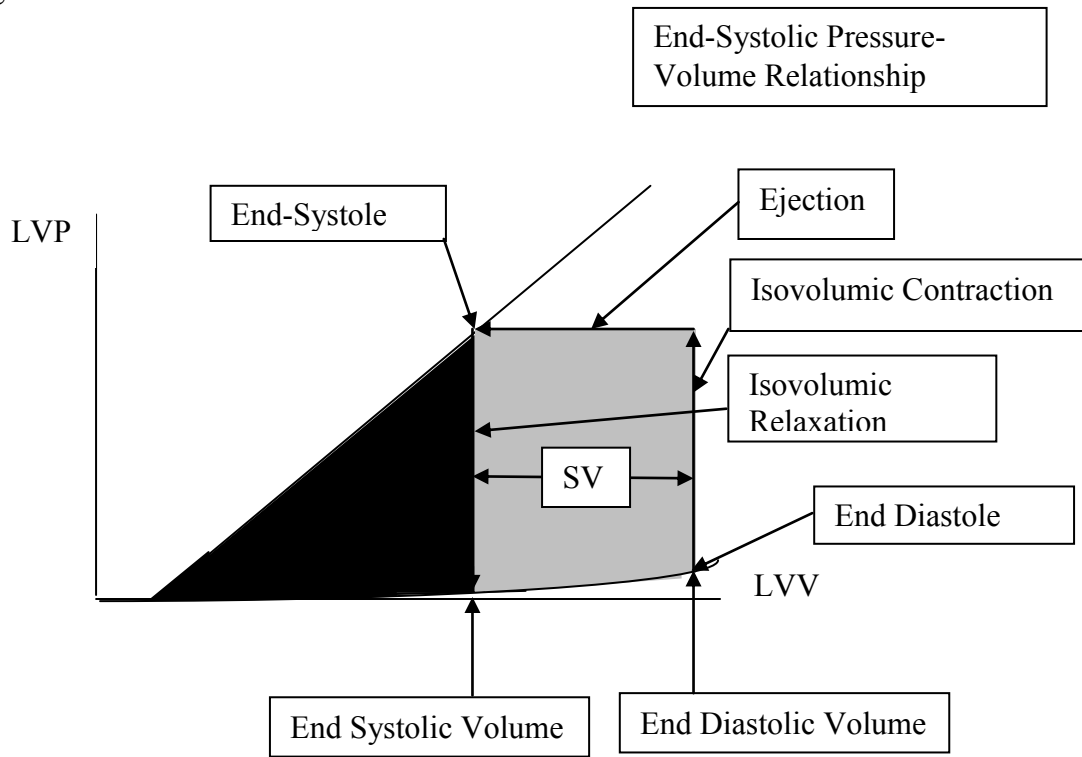 End-Systolic Pressure-
Volume Relationship
End-Systole
Ejection
LVP
Isovolumic Contraction
Isovolumic
Relaxation
SV
End Diastole
LVV
End Systolic Volume
End Diastolic Volume